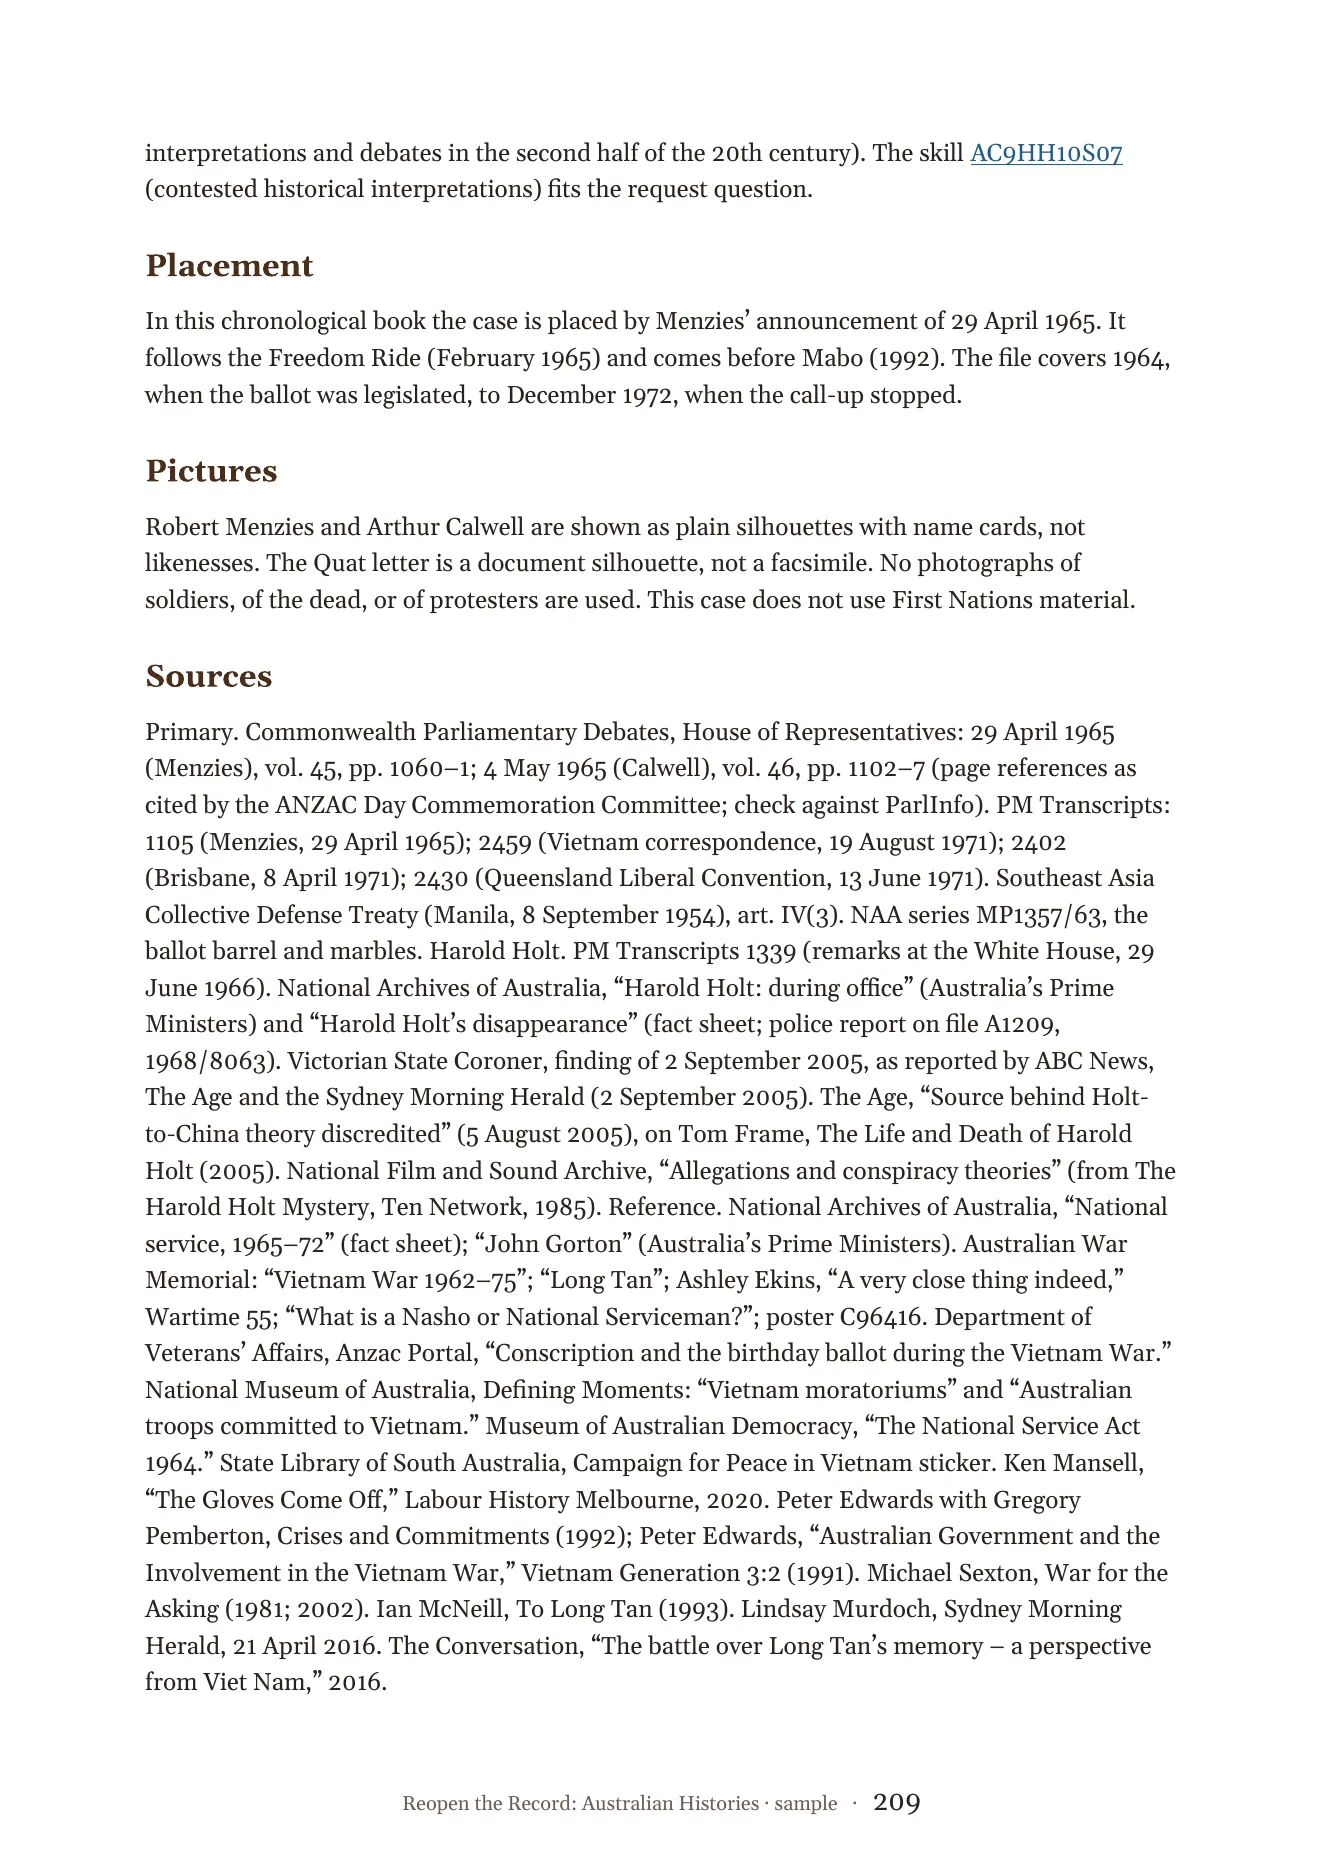 interpretations and debates in the second half of the 20th century). The skill AC9HH10S07
(contested historical interpretations) fits the request question.
Placement
In this chronological book the case is placed by Menzies’ announcement of 29 April 1965. It
follows the Freedom Ride (February 1965) and comes before Mabo (1992). The file covers 1964,
when the ballot was legislated, to December 1972, when the call-up stopped.
Pictures
Robert Menzies and Arthur Calwell are shown as plain silhouettes with name cards, not
likenesses. The Quat letter is a document silhouette, not a facsimile. No photographs of
soldiers, of the dead, or of protesters are used. This case does not use First Nations material.
Sources
Primary. Commonwealth Parliamentary Debates, House of Representatives: 29 April 1965
(Menzies), vol. 45, pp. 1060–1; 4 May 1965 (Calwell), vol. 46, pp. 1102–7 (page references as
cited by the ANZAC Day Commemoration Committee; check against ParlInfo). PM Transcripts:
1105 (Menzies, 29 April 1965); 2459 (Vietnam correspondence, 19 August 1971); 2402
(Brisbane, 8 April 1971); 2430 (Queensland Liberal Convention, 13 June 1971). Southeast Asia
Collective Defense Treaty (Manila, 8 September 1954), art. IV(3). NAA series MP1357/63, the
ballot barrel and marbles. Harold Holt. PM Transcripts 1339 (remarks at the White House, 29
June 1966). National Archives of Australia, “Harold Holt: during office” (Australia’s Prime
Ministers) and “Harold Holt’s disappearance” (fact sheet; police report on file A1209,
1968/8063). Victorian State Coroner, finding of 2 September 2005, as reported by ABC News,
The Age and the Sydney Morning Herald (2 September 2005). The Age, “Source behind Holt-
to-China theory discredited” (5 August 2005), on Tom Frame, The Life and Death of Harold
Holt (2005). National Film and Sound Archive, “Allegations and conspiracy theories” (from The
Harold Holt Mystery, Ten Network, 1985). Reference. National Archives of Australia, “National
service, 1965–72” (fact sheet); “John Gorton” (Australia’s Prime Ministers). Australian War
Memorial: “Vietnam War 1962–75”; “Long Tan”; Ashley Ekins, “A very close thing indeed,”
Wartime 55; “What is a Nasho or National Serviceman?”; poster C96416. Department of
Veterans’ Affairs, Anzac Portal, “Conscription and the birthday ballot during the Vietnam War.”
National Museum of Australia, Defining Moments: “Vietnam moratoriums” and “Australian
troops committed to Vietnam.” Museum of Australian Democracy, “The National Service Act
1964.” State Library of South Australia, Campaign for Peace in Vietnam sticker. Ken Mansell,
“The Gloves Come Off,” Labour History Melbourne, 2020. Peter Edwards with Gregory
Pemberton, Crises and Commitments (1992); Peter Edwards, “Australian Government and the
Involvement in the Vietnam War,” Vietnam Generation 3:2 (1991). Michael Sexton, War for the
Asking (1981; 2002). Ian McNeill, To Long Tan (1993). Lindsay Murdoch, Sydney Morning
Herald, 21 April 2016. The Conversation, “The battle over Long Tan’s memory – a perspective
from Viet Nam,” 2016.
Reopen the Record: Australian Histories · sample · 209